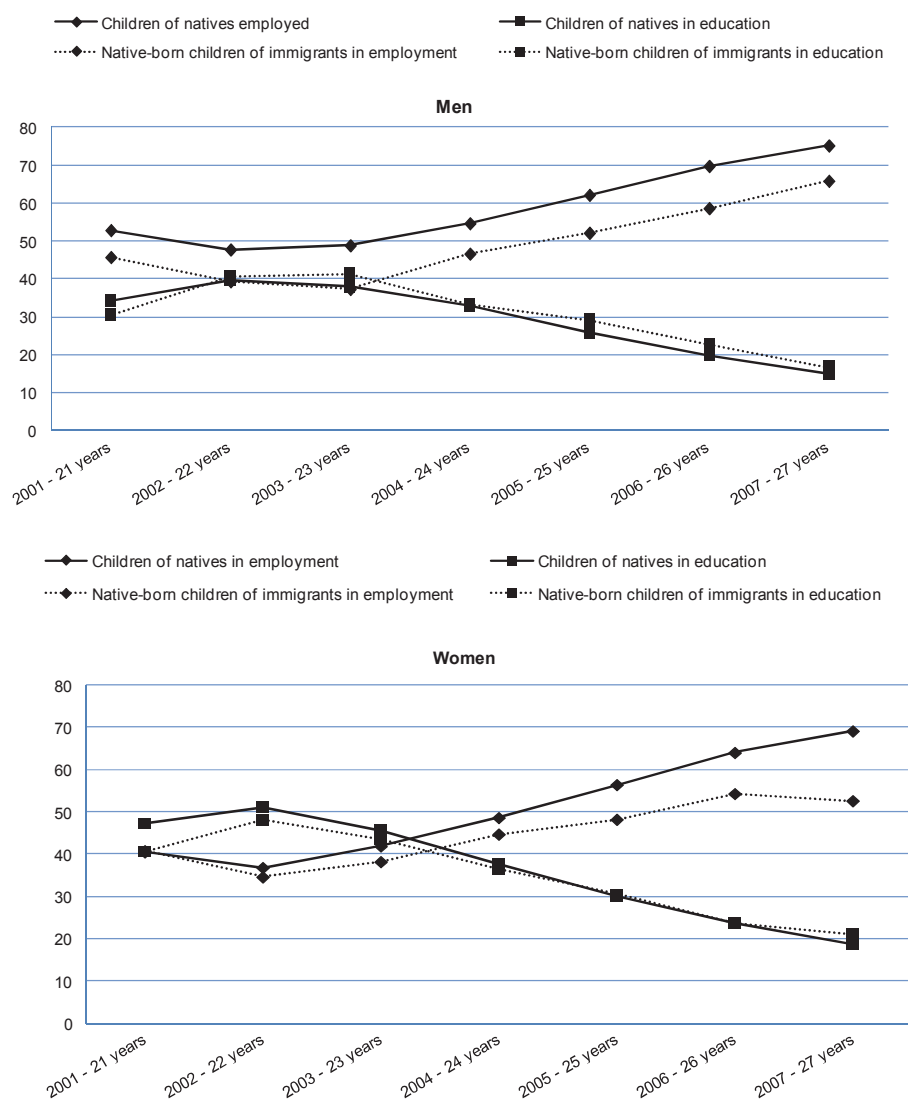 Children of natives employed Children of natives in education
Native-born children of immigrants in employment Native-born children of immigrants in education
Men
80
70
60
50
40
30
20
10
0
2001 - 21 years
2002 - 22 years
2003 - 23 years
2004 - 24 years
2005 - 25 years
2006 - 26 years
2007 - 27 years
Children of natives in employment Children of natives in education
Native-born children of immigrants in employment Native-born children of immigrants in education
Women
80
70
60
50
40
30
20
10
0
2001 - 21 years
2002 - 22 years
2003 - 23 years
2004 - 24 years
2005 - 25 years
2006 - 26 years
2007 - 27 years